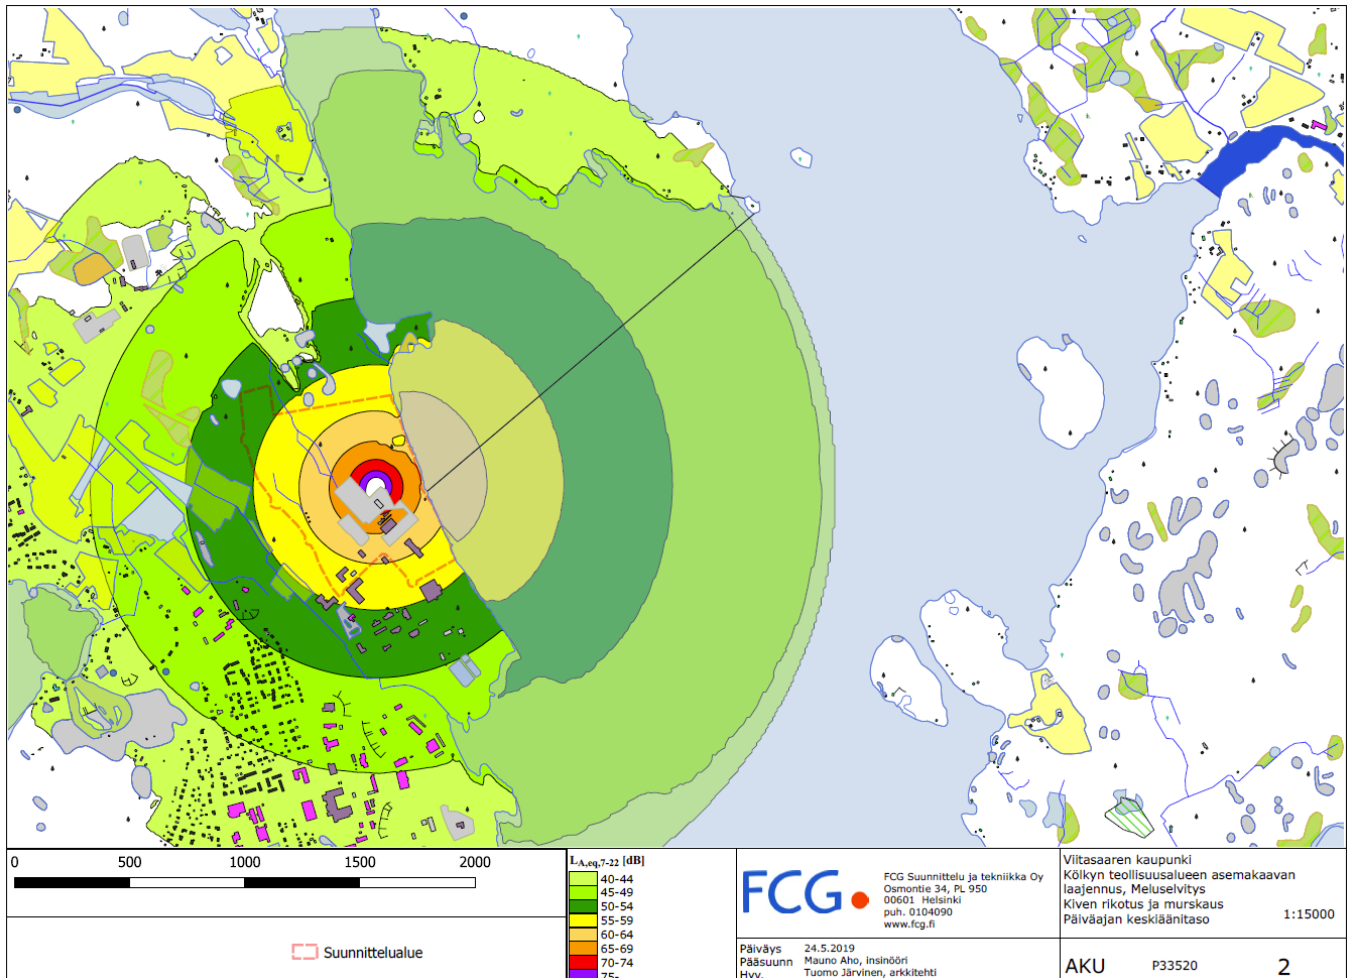 0 500 1000 1500 2000
Suunnittelualue
LA,eq,7-22 [dB]
40-44
45-49
50-54
55-59
60-64
65-69
70-74
75-
FCG
FCG Suunnittelu ja tekniikka Oy
Osmontie 34, PL 950
00601 Helsinki
puh. 0104090
www.fcg.fi
Päiväys 24.5.2019
Pääsuunn Mauno Aho, insinööri
Hyv. Tuomo Järvinen, arkkitehti
Viitasaaren kaupunki
Kölkyn teollisuusalueen asemakaavan
laajennus, Meluselvitys
Kiven rikotus ja murskaus
Päiväajan keskiäänitaso
1:15000
AKU P33520 2